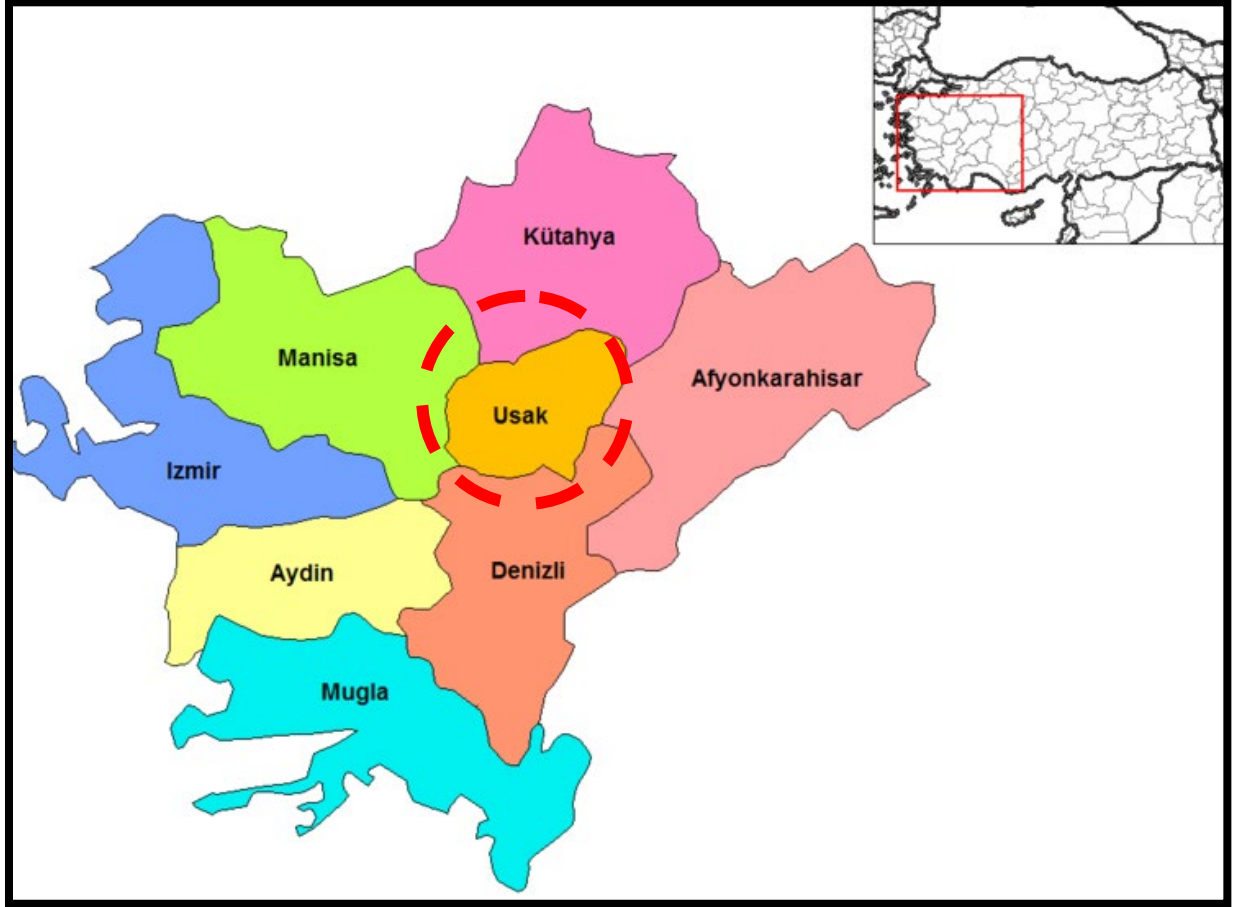 Kütahya
Manisa
Afyonkarahisar
Usak
Izmir
Denizli
Aydin
Mugla